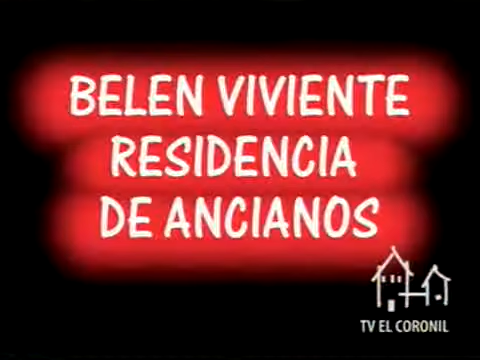 BELEN VIVIENTE
RESIDENCIA
DE ANCIANOS
TV EL CORONIL